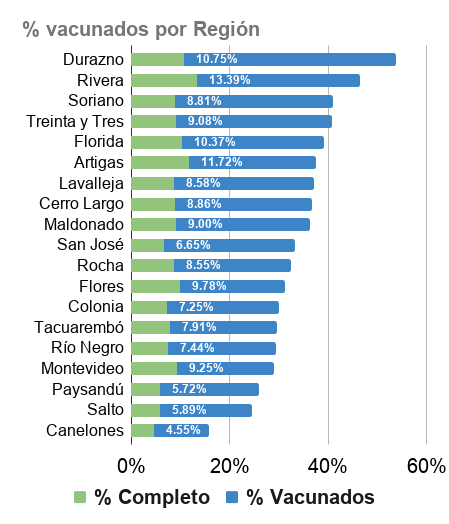 % vacunados por Región
Durazno 10.75%
Rivera 13.39%
Soriano 8.81%
Treinta y Tres 9.08%
Florida 10.37%
Artigas 11.72%
Lavalleja 8.58%
Cerro Largo 8.86%
Maldonado 9.00%
San José 6.65%
Rocha 8.55%
Flores 9.78%
Colonia 7.25%
Tacuarembó 7.91%
Río Negro 7.44%
Montevideo 9.25%
Paysandú 5.72%
Salto 5.89%
Canelones 4.55%
0% 20% 40% 60%
% Completo % Vacunados